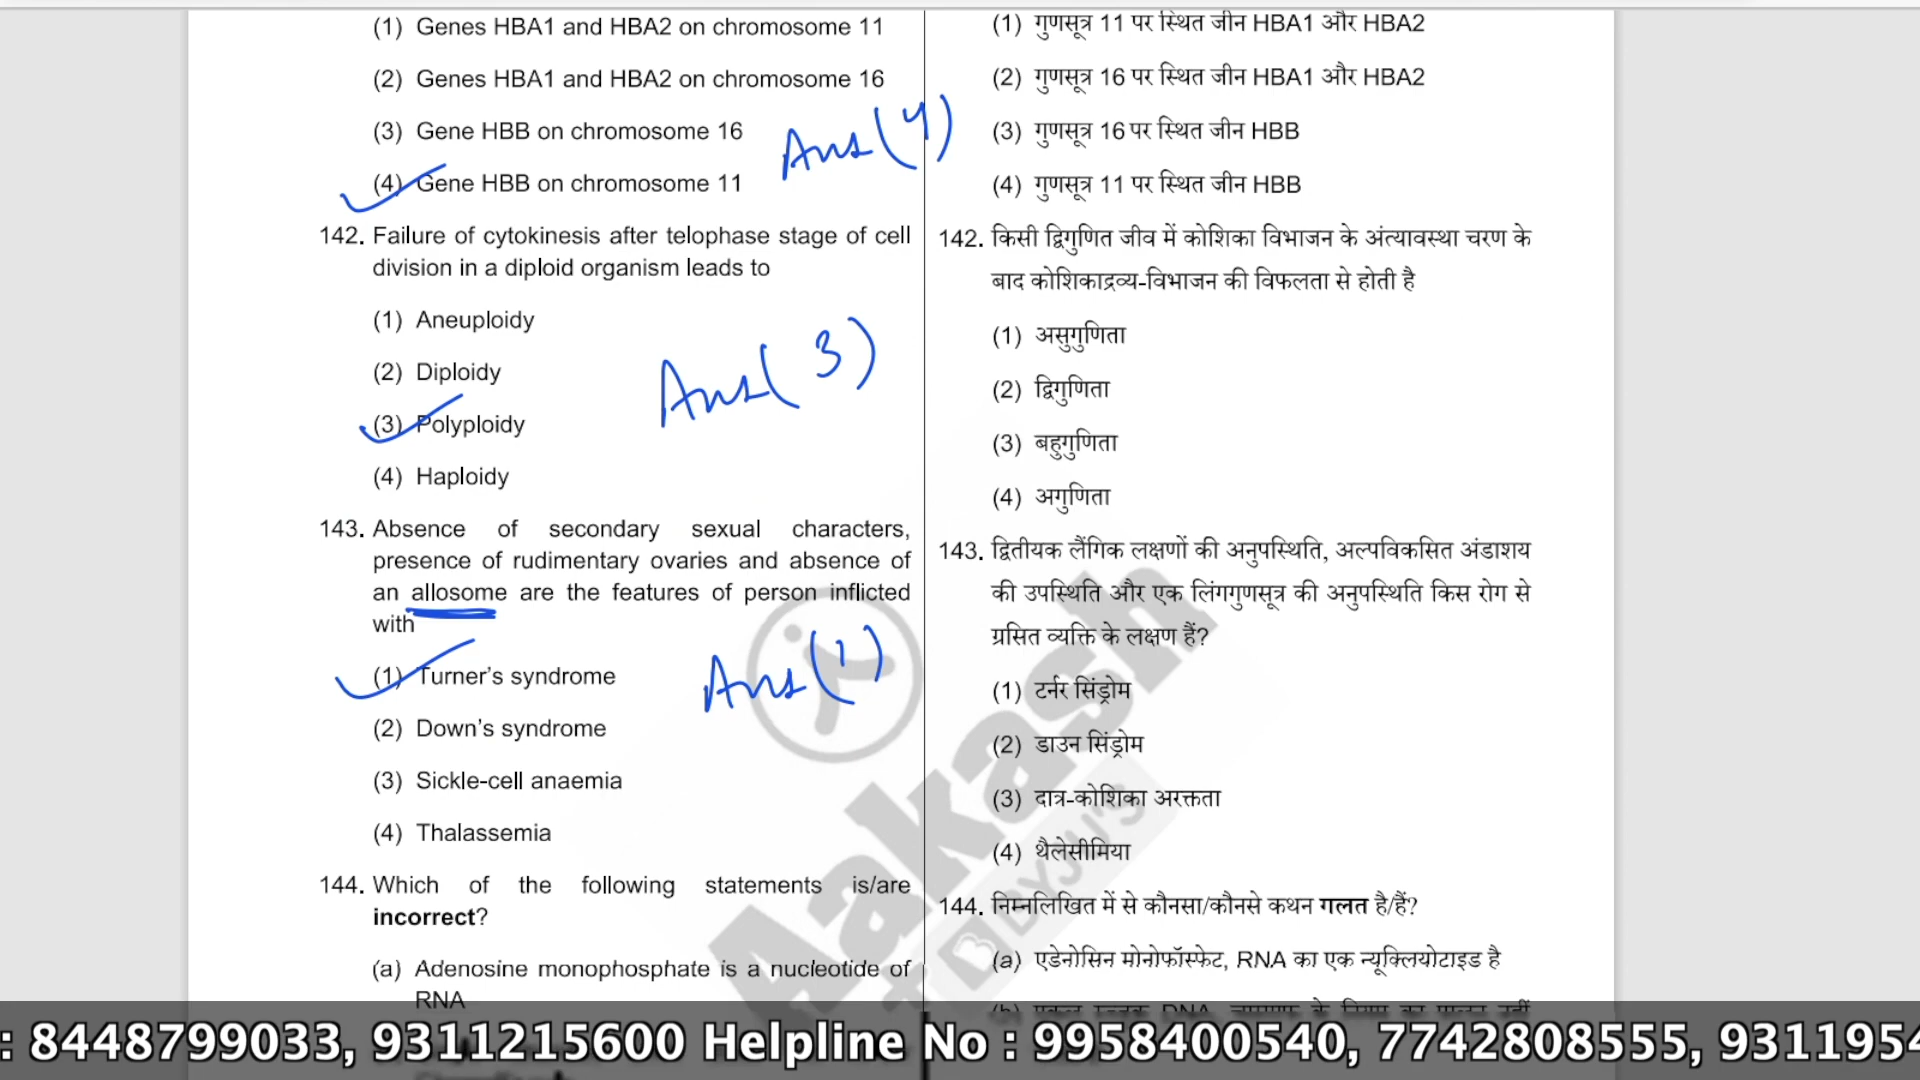 (1) Genes HBA1 and HBA2 on chromosome 11
(2) Genes HBA1 and HBA2 on chromosome 16
(3) Gene HBB on chromosome 16
(4) Gene HBB on chromosome 11
Ans (4)
142. Failure of cytokinesis after telophase stage of cell
division in a diploid organism leads to
(1) Aneuploidy
(2) Diploidy
(3) Polyploidy
(4) Haploidy
Ans (3)
143. Absence of secondary sexual characters,
presence of rudimentary ovaries and absence of
an allosome are the features of person inflicted
with
(1) Turner's syndrome
(2) Down's syndrome
(3) Sickle-cell anaemia
(4) Thalassemia
Ans (1)
144. Which of the following statements is/are
incorrect?
(a) Adenosine monophosphate is a nucleotide of
RNA
(1) गुणसूत्र 11 पर स्थित जीन HBA1 और HBA2
(2) गुणसूत्र 16 पर स्थित जीन HBA1 और HBA2
(3) गुणसूत्र 16 पर स्थित जीन HBB
(4) गुणसूत्र 11 पर स्थित जीन HBB
142. किसी द्विगुणित जीव में कोशिका विभाजन के अंत्यावस्था चरण के
बाद कोशिकाद्रव्य-विभाजन की विफलता से होती है
(1) असुगुणिता
(2) द्विगुणिता
(3) बहुगुणिता
(4) अगुणिता
143. द्वितीयक लैंगिक लक्षणों की अनुपस्थिति, अल्पविकसित अंडाशय
की उपस्थिति और एक लिंगगुणसूत्र की अनुपस्थिति किस रोग से
ग्रसित व्यक्ति के लक्षण हैं?
(1) टर्नर सिंड्रोम
(2) डाउन सिंड्रोम
(3) दात्र-कोशिका अरक्तता
(4) थैलेसीमिया
144. निम्नलिखित में से कौनसा/कौनसे कथन गलत है/हैं?
(a) एडेनोसिन मोनोफॉस्फेट, RNA का एक न्यूक्लियोटाइड है
Aakash
BYJU'S
: 8448799033, 9311215600 Helpline No : 9958400540, 7742808555, 9311954